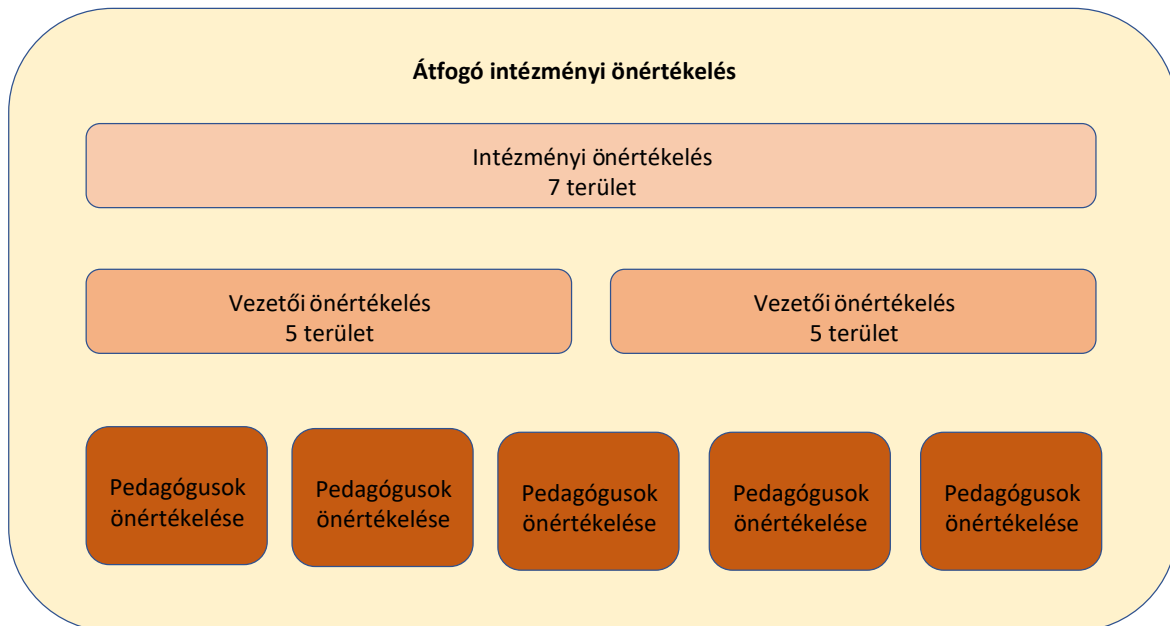 Átfogó intézményi önértékelés
Intézményi önértékelés
7 terület
Vezetői önértékelés
5 terület
Vezetői önértékelés
5 terület
Pedagógusok
önértékelése
Pedagógusok
önértékelése
Pedagógusok
önértékelése
Pedagógusok
önértékelése
Pedagógusok
önértékelése